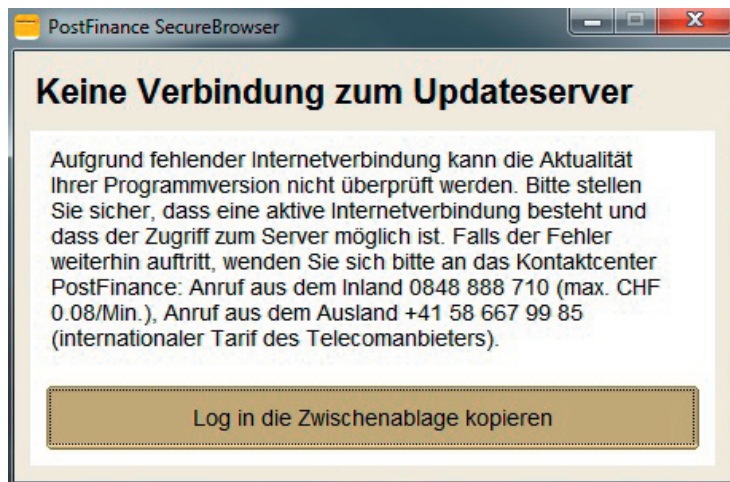 PostFinance SecureBrowser
Keine Verbindung zum Updateserver
Aufgrund fehlender Internetverbindung kann die Aktualität
Ihrer Programmversion nicht überprüft werden. Bitte stellen
Sie sicher, dass eine aktive Internetverbindung besteht und
dass der Zugriff zum Server möglich ist. Falls der Fehler
weiterhin auftritt, wenden Sie sich bitte an das Kontaktcenter
PostFinance: Anruf aus dem Inland 0848 888 710 (max. CHF
0.08/Min.), Anruf aus dem Ausland +41 58 667 99 85
(internationaler Tarif des Telecomanbieters).
Log in die Zwischenablage kopieren